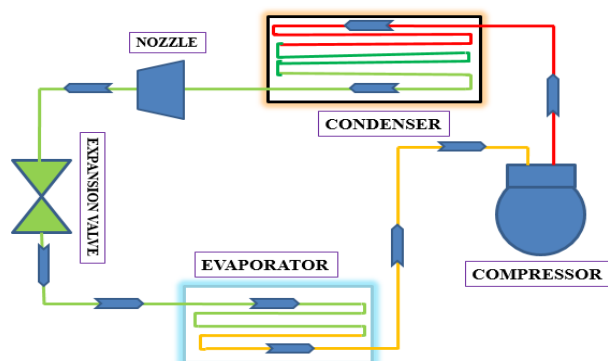 NOZZLE
CONDENSER
EXPANSION VALVE
EVAPORATOR
COMPRESSOR